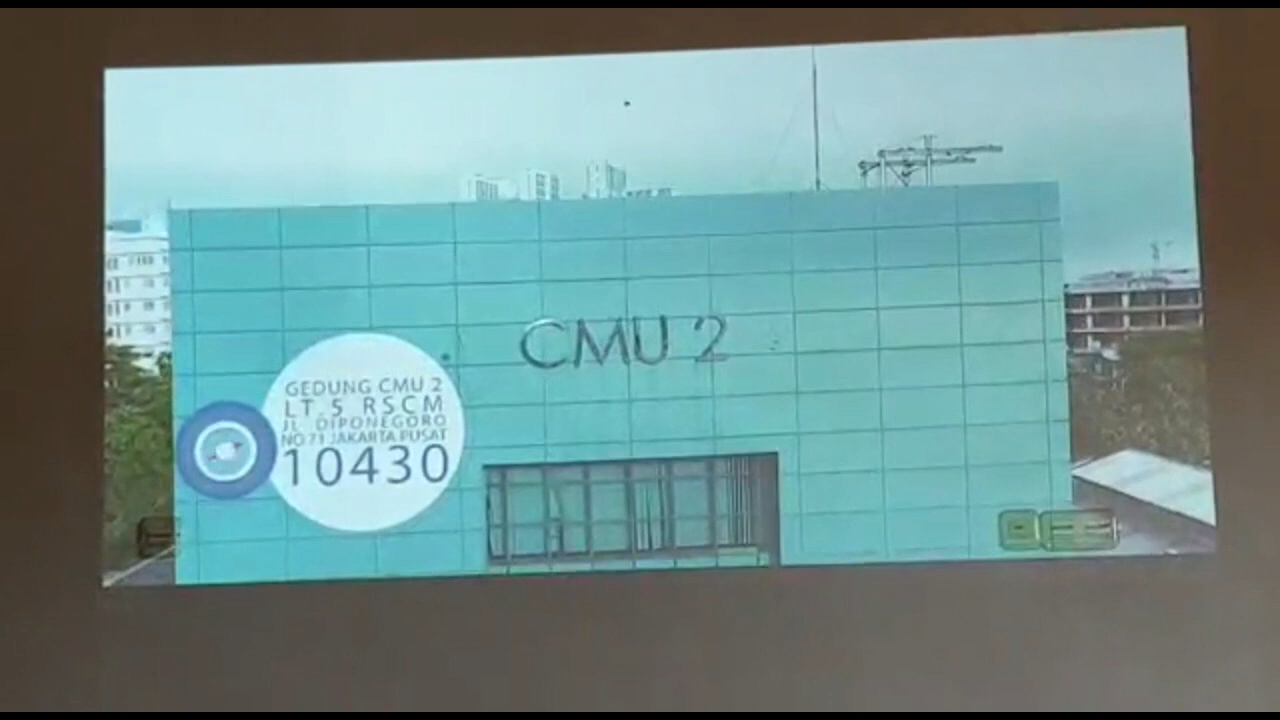 CMU 2
GEDUNG CMU 2
LT. 5 RSCM
JL. DIPONEGORO
NO 71 JAKARTA PUSAT
10430